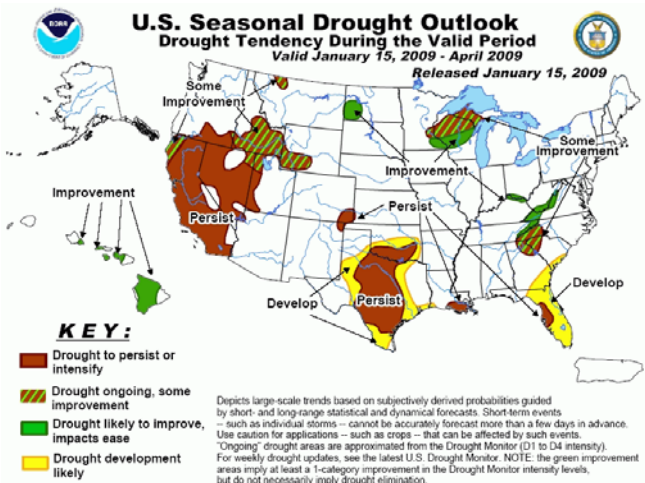 NOAA
U.S. Seasonal Drought Outlook
Drought Tendency During the Valid Period
Valid January 15, 2009 - April 2009
Released January 15, 2009
Some
Improvement
Some
Improvement
Improvement
Improvement
Persist
Persist
Develop
Develop
Persist
KEY:
Drought to persist or
intensify
Drought ongoing, some
improvement
Drought likely to improve,
impacts ease
Drought development
likely
Depicts large-scale trends based on subjectively derived probabilities guided
by short- and long-range statistical and dynamical forecasts. Short-term events
-- such as individual storms -- cannot be accurately forecast more than a few days in advance.
Use caution for applications -- such as crops -- that can be affected by such events.
"Ongoing" drought areas are approximated from the Drought Monitor (D1 to D4 intensity).
For weekly drought updates, see the latest U.S. Drought Monitor. NOTE: the green improvement
areas imply at least a 1-category improvement in the Drought Monitor intensity levels,
but do not necessarily imply drought elimination.